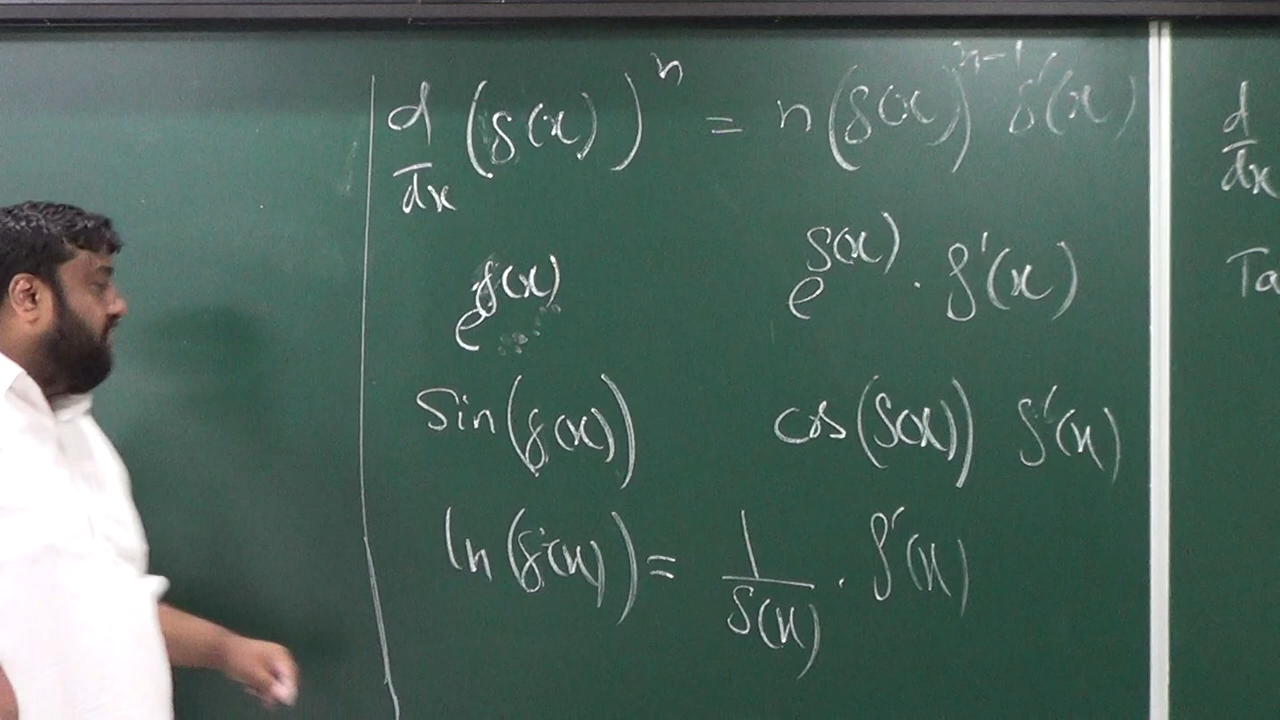 d/dx (f(x))^n = n(f(x))^{n-1} f'(x)
e^{f(x)} e^{f(x)} · f'(x)
Sin(f(x)) cos(f(x)) f'(x)
ln(f(x)) = 1/f(x) · f'(x)
d/dx
Ta